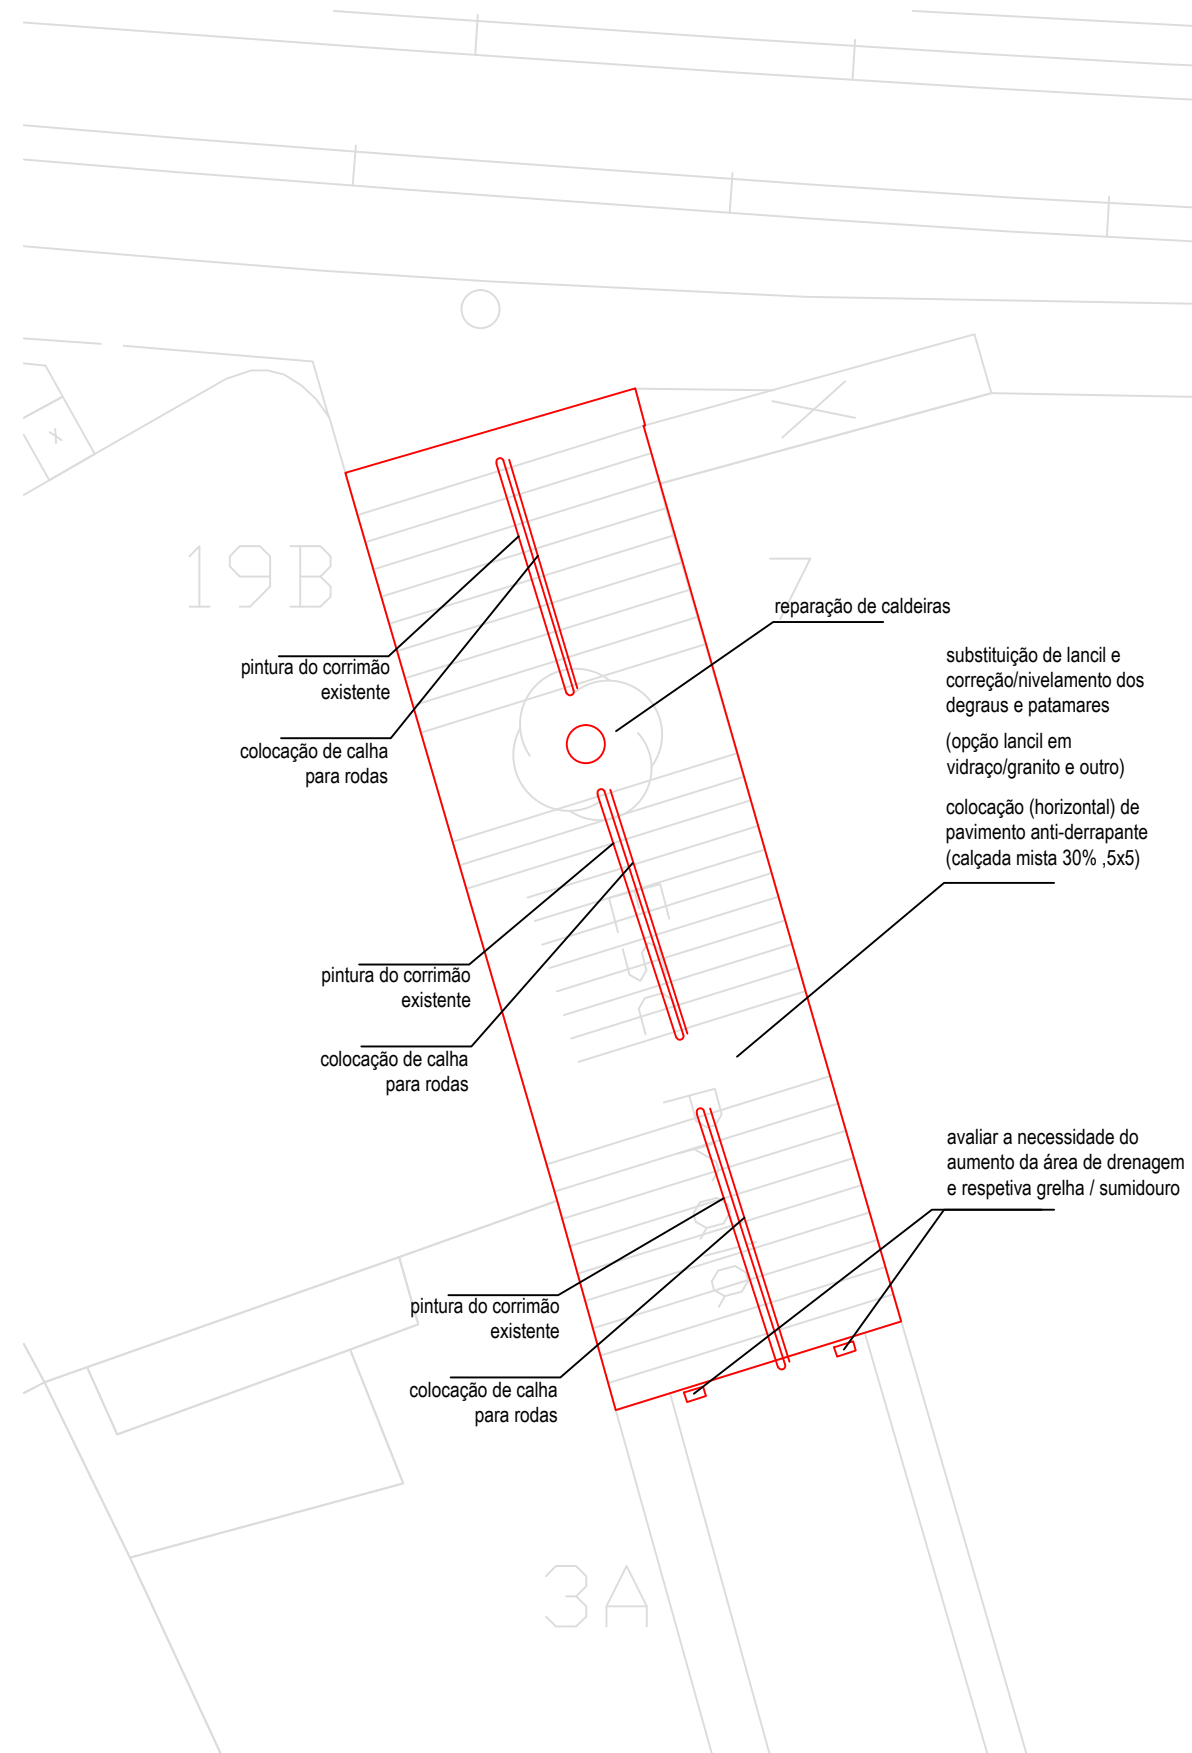 19B
7
reparação de caldeiras
pintura do corrimão
existente
colocação de calha
para rodas
substituição de lancil e
correção/nivelamento dos
degraus e patamares
(opção lancil em
vidraço/granito e outro)
colocação (horizontal) de
pavimento anti-derrapante
(calçada mista 30% ,5x5)
pintura do corrimão
existente
colocação de calha
para rodas
avaliar a necessidade do
aumento da área de drenagem
e respetiva grelha / sumidouro
pintura do corrimão
existente
colocação de calha
para rodas
3A